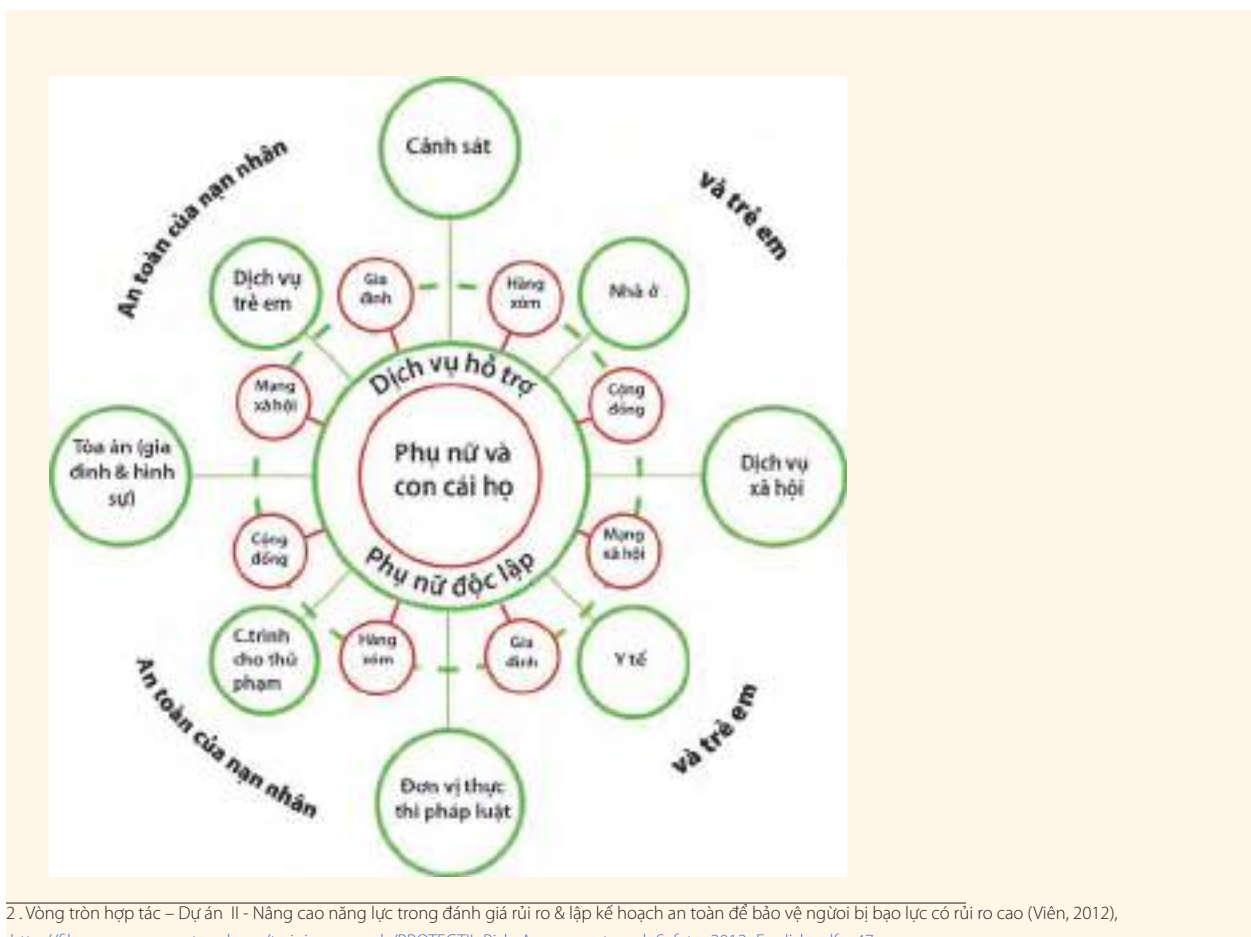 Cảnh sát
An toàn của nạn nhân
và trẻ em
Dịch vụ
trẻ em
Gia
đình
Hàng
xóm
Nhà ở
Dịch vụ hỗ trợ
Mạng
xã hội
Cộng
đồng
Tòa án (gia
đình & hình
sự)
Phụ nữ và
con cái họ
Dịch vụ
xã hội
Cộng
đồng
Mạng
xã hội
Phụ nữ độc lập
C.trình
cho thủ
phạm
Hàng
xóm
Gia
đình
Y tế
An toàn của nạn nhân
và trẻ em
Đơn vị thực
thi pháp luật
2 . Vòng tròn hợp tác – Dự án II - Nâng cao năng lực trong đánh giá rủi ro & lập kế hoạch an toàn để bảo vệ người bị bạo lực có rủi ro cao (Viên, 2012),